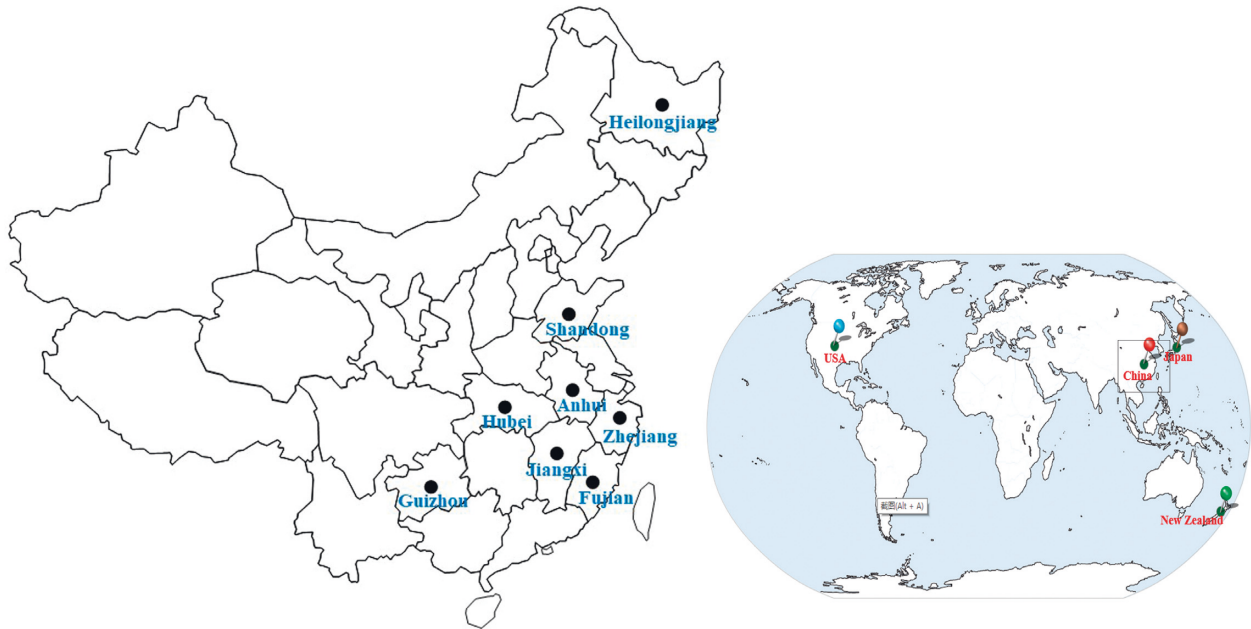 Heilongjiang
Shandong
Anhui
Hubei
Zhejiang
Jiangxi
Guizhou
Fujian
USA
Japan
China
截图(Alt + A)
New Zealand